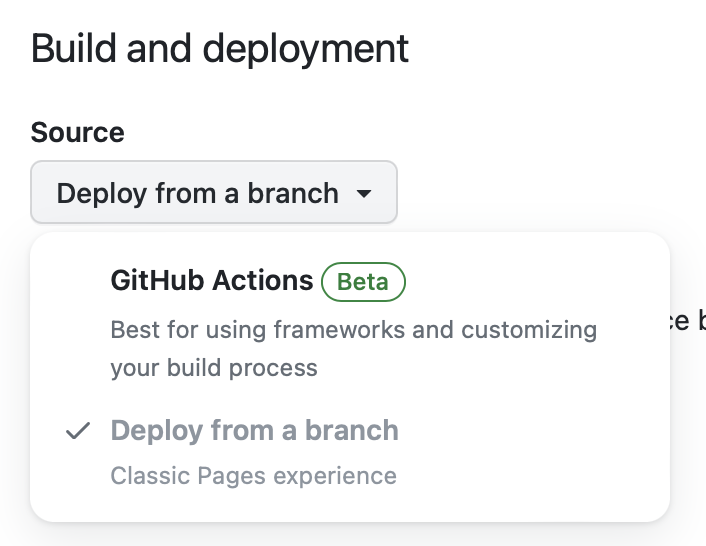 Build and deployment
Source
Deploy from a branch
GitHub Actions Beta
Best for using frameworks and customizing
your build process
Deploy from a branch
Classic Pages experience